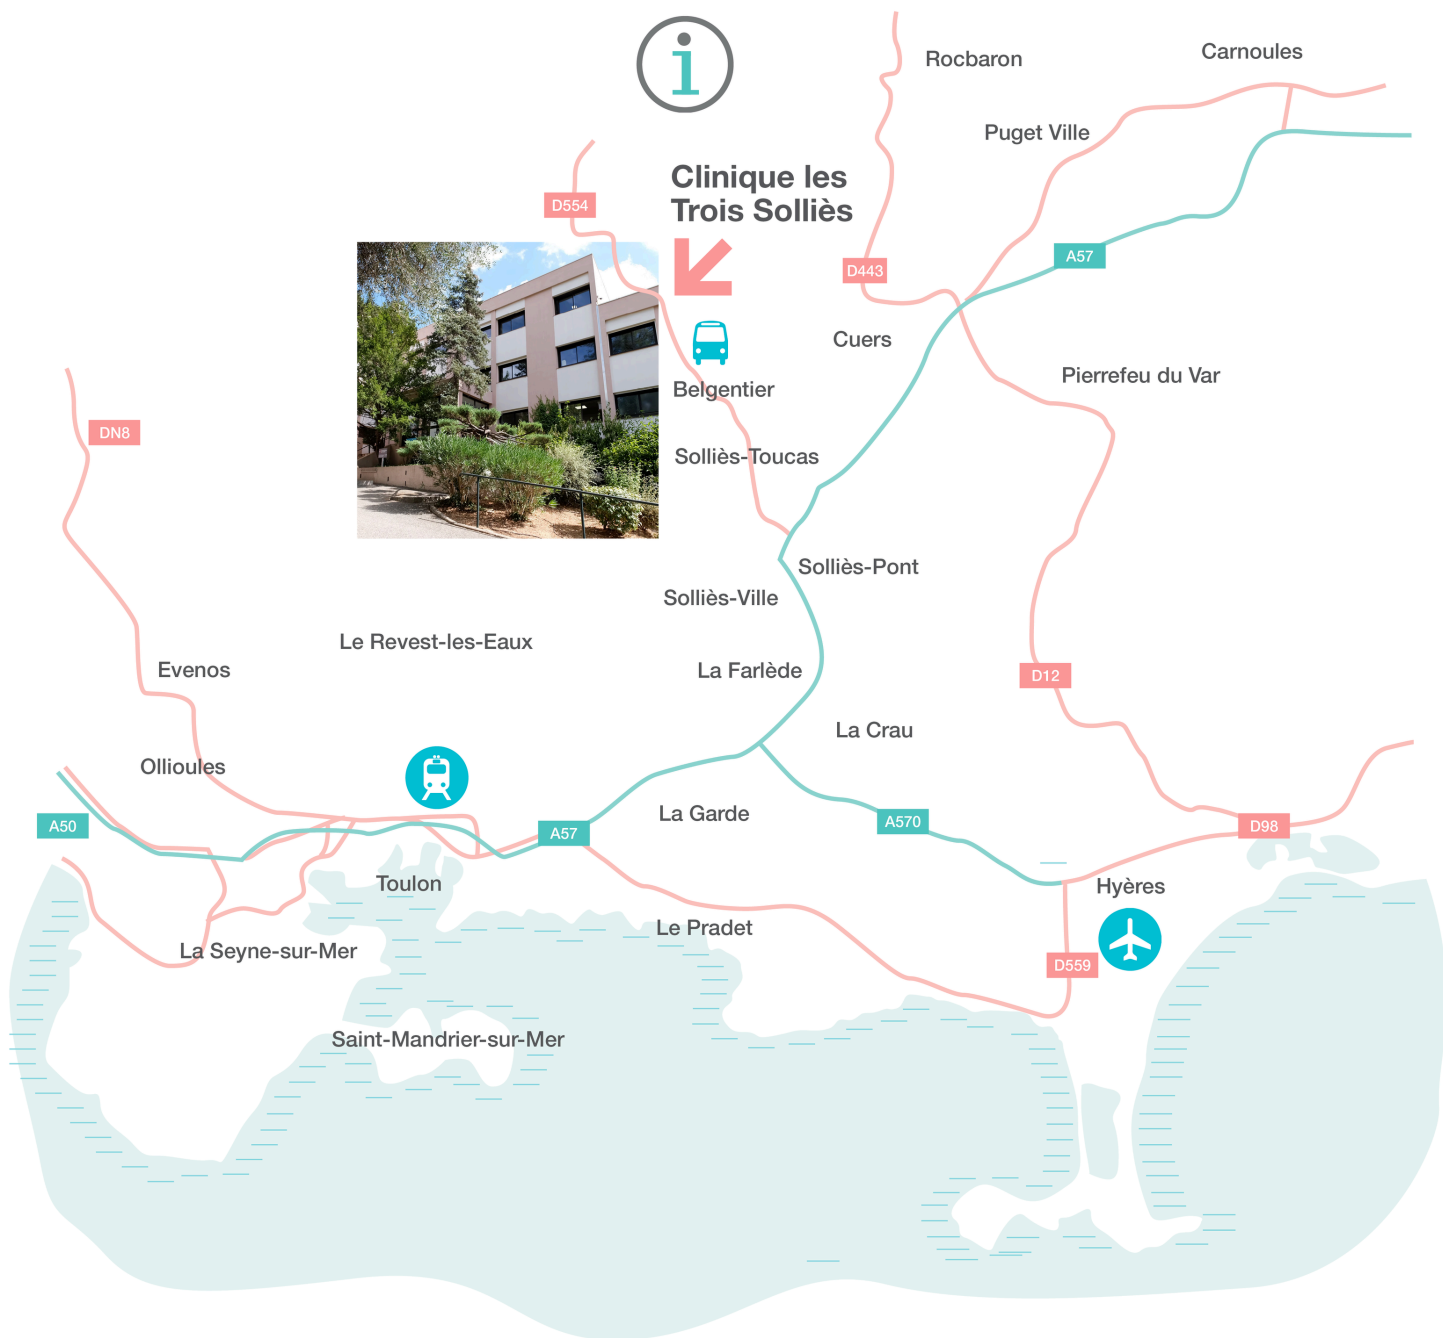 i
Rocbaron
Carnoules
Puget Ville
Clinique les
Trois Solliès
D554
A57
D443
Cuers
Pierrefeu du Var
Belgentier
DN8
Solliès-Toucas
Solliès-Pont
Solliès-Ville
Le Revest-les-Eaux
Evenos
La Farlède
D12
La Crau
Ollioules
La Garde
A50
A57
A570
D98
Toulon
Hyères
Le Pradet
La Seyne-sur-Mer
D559
Saint-Mandrier-sur-Mer